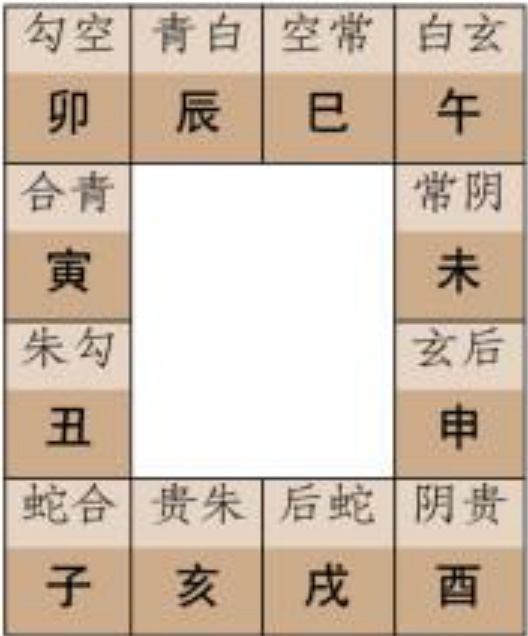 勾空 青白 空常 白玄
卯 辰 巳 午
合青 常阴
寅 未
朱勾 玄后
丑 申
蛇合 贵朱 后蛇 阴贵
子 亥 戌 酉